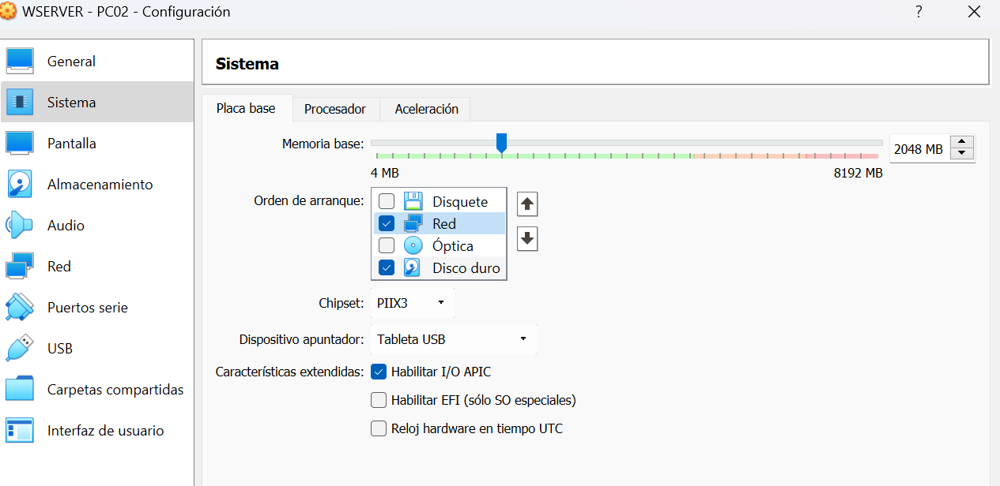 WSERVER - PC02 - Configuración
?
General
Sistema
Pantalla
Almacenamiento
Audio
Red
Puertos serie
USB
Carpetas compartidas
Interfaz de usuario
Sistema
Placa base Procesador Aceleración
Memoria base: 2048 MB
4 MB 8192 MB
Orden de arranque: Disquete
Red
Óptica
Disco duro
Chipset: PIIX3
Dispositivo apuntador: Tableta USB
Características extendidas: Habilitar I/O APIC
Habilitar EFI (sólo SO especiales)
Reloj hardware en tiempo UTC